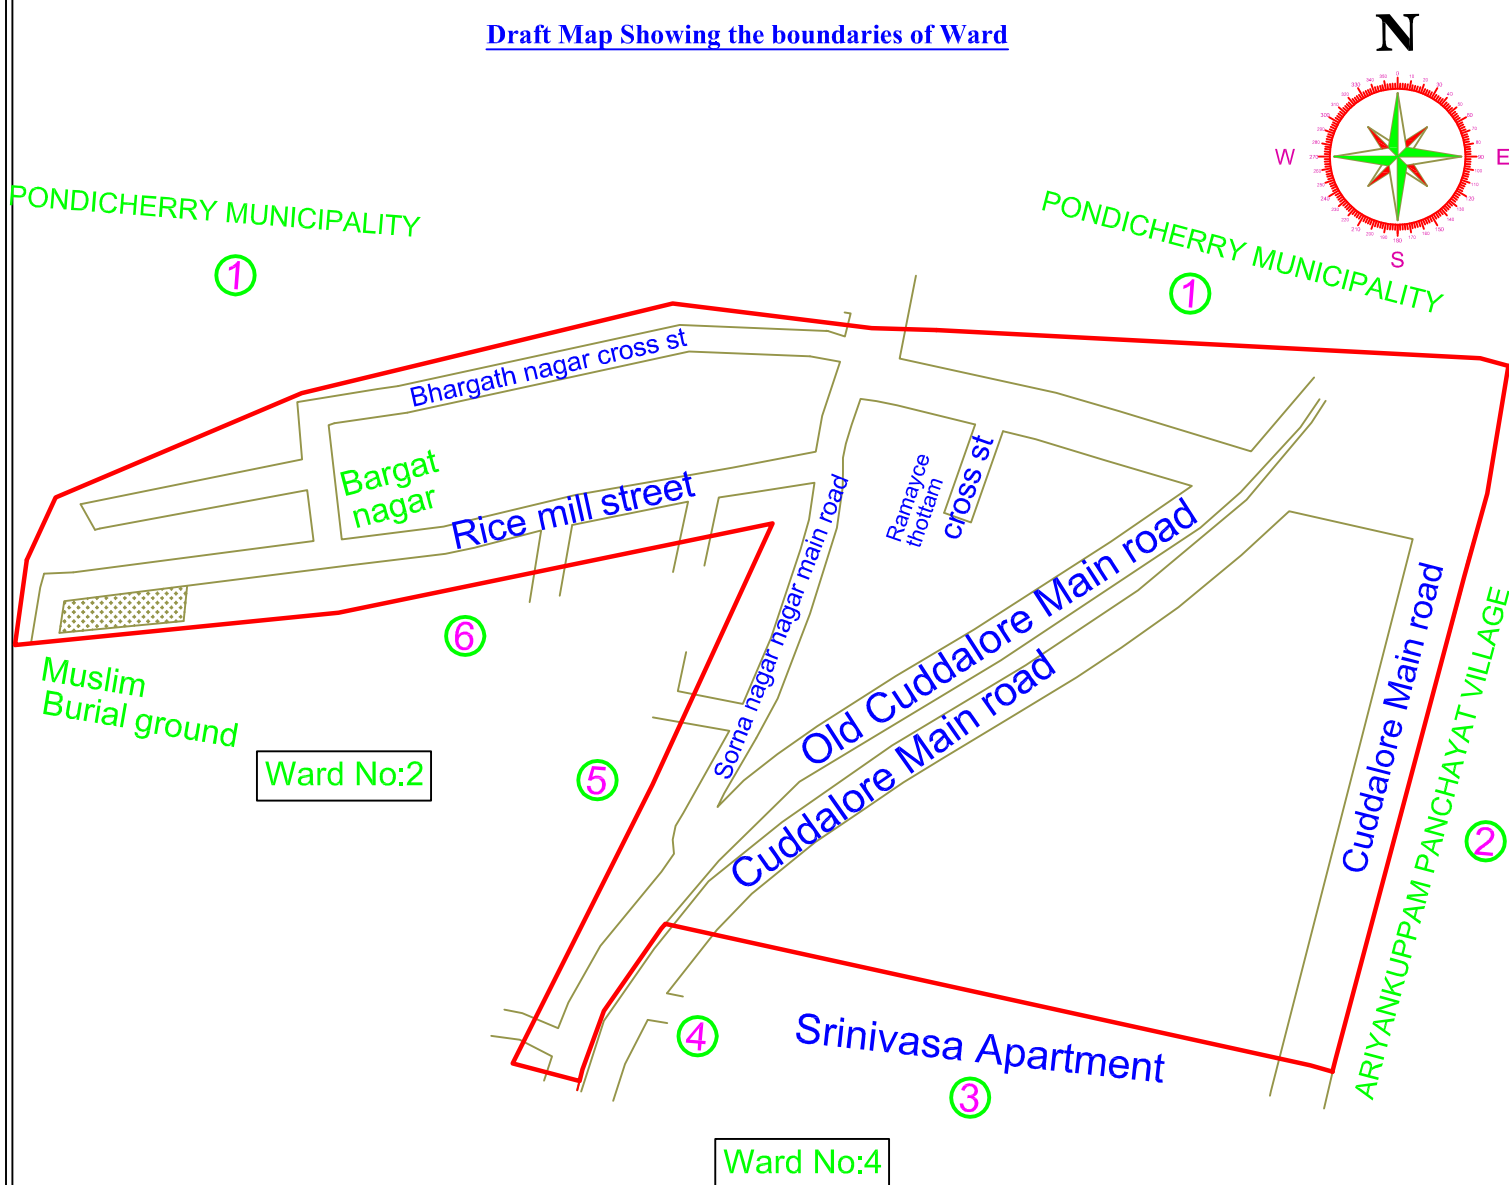 Draft Map Showing the boundaries of Ward
N
W
E
S
PONDICHERRY MUNICIPALITY
1
PONDICHERRY MUNICIPALITY
1
Bhargath nagar cross st
Bargat
nagar
Rice mill street
Sorna nagar nagar main road
Ramayce
thottam
cross st
Old Cuddalore Main road
Cuddalore Main road
Cuddalore Main road
ARIYANKUPPAM PANCHAYAT VILLAGE
2
6
Muslim
Burial ground
Ward No:2
5
4
Srinivasa Apartment
3
Ward No:4